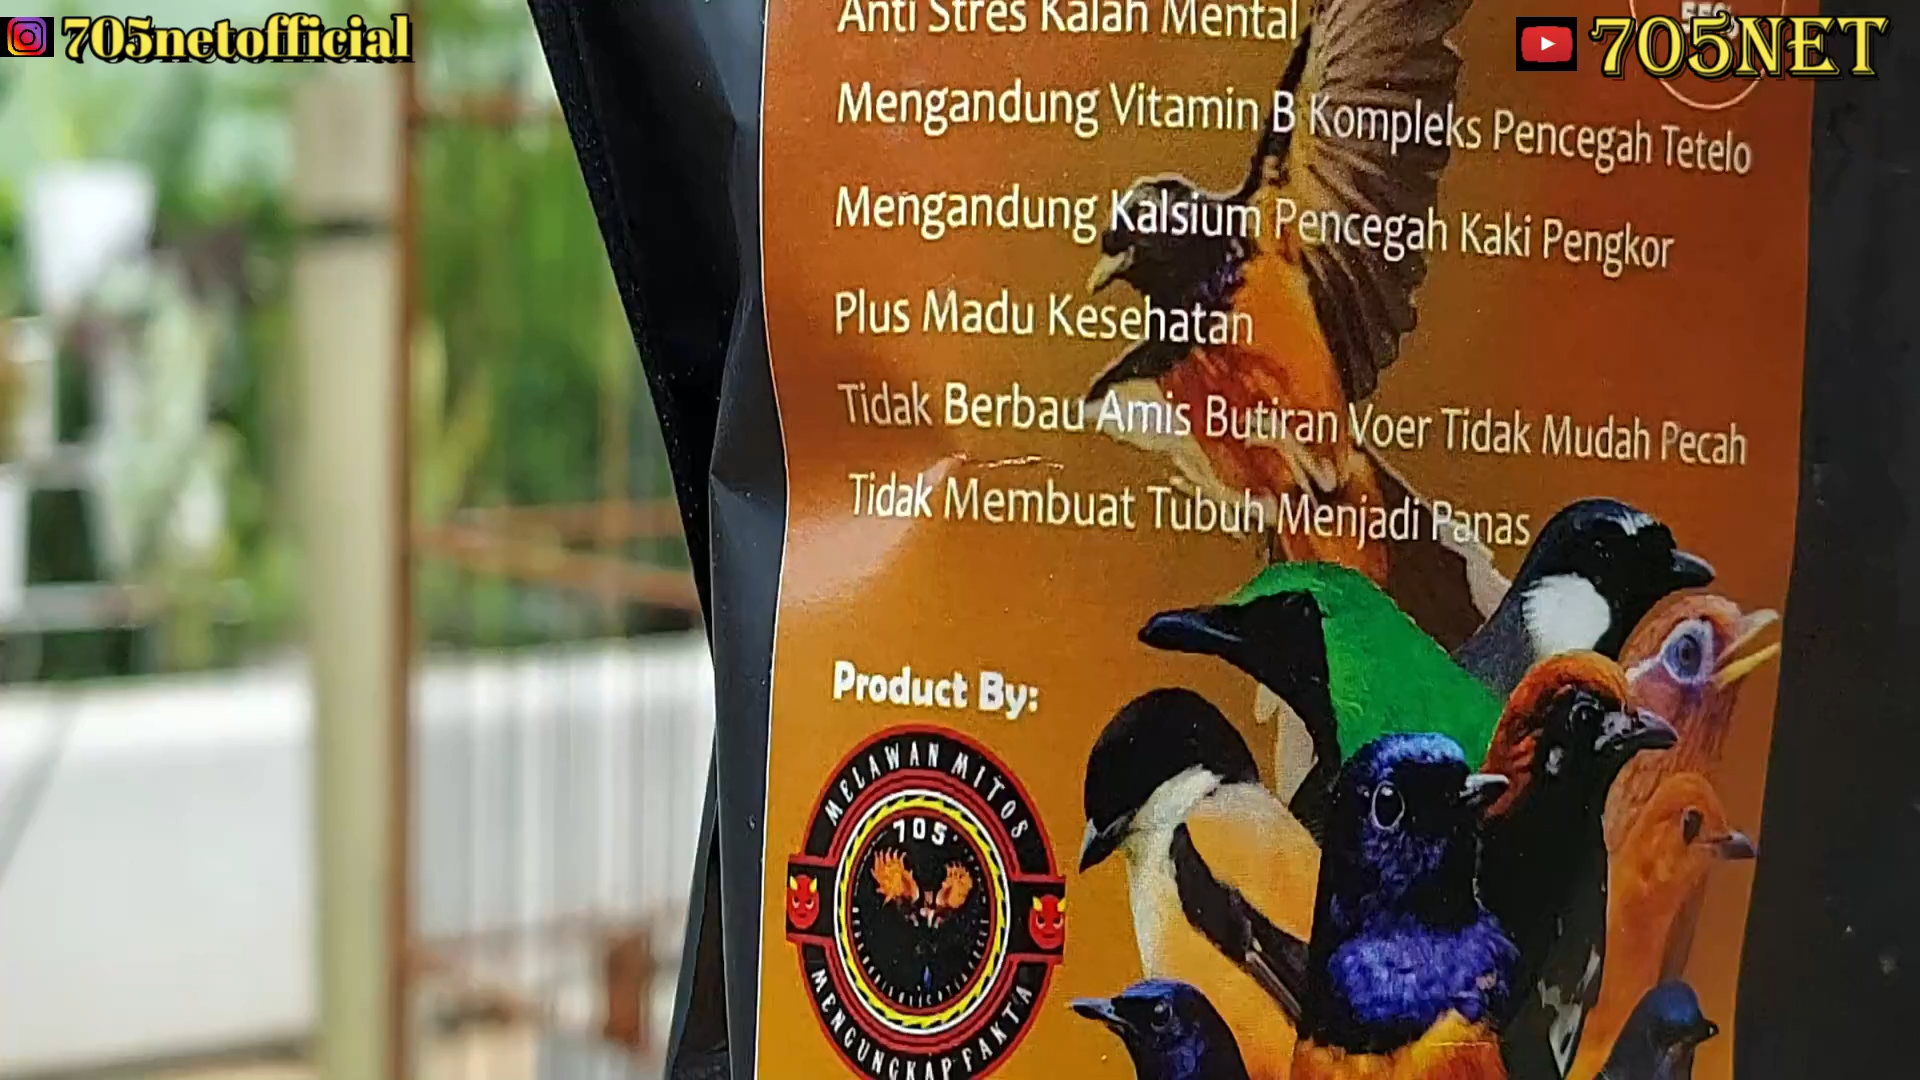 705netofficial
705NET
Anti Stres Kalah Mental
55%
Mengandung Vitamin B Kompleks Pencegah Tetelo
Mengandung Kalsium Pencegah Kaki Pengkor
Plus Madu Kesehatan
Tidak Berbau Amis Butiran Voer Tidak Mudah Pecah
Tidak Membuat Tubuh Menjadi Panas
Product By:
MELAWAN MITOS
705
MENGUNGKAP FAKTA